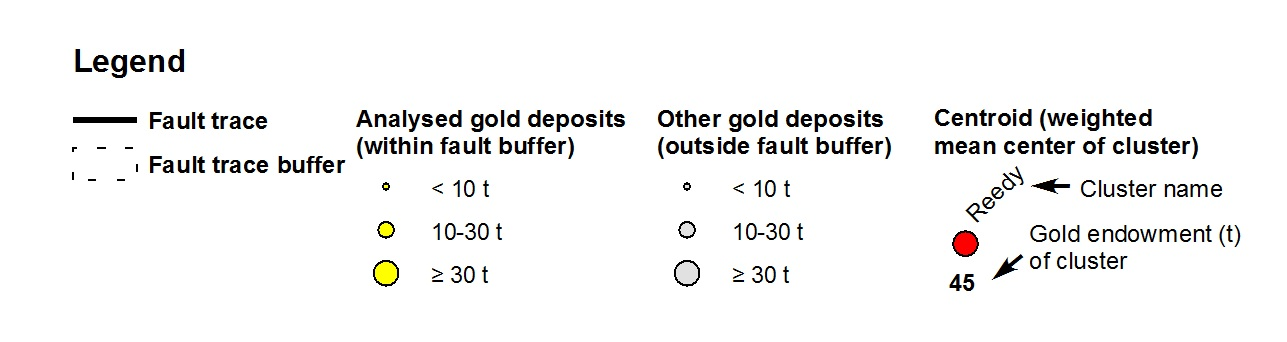 Legend
Fault trace
Fault trace buffer
Analysed gold deposits
(within fault buffer)
< 10 t
10-30 t
≥ 30 t
Other gold deposits
(outside fault buffer)
< 10 t
10-30 t
≥ 30 t
Centroid (weighted
mean center of cluster)
Reedy
Cluster name
Gold endowment (t)
of cluster
45